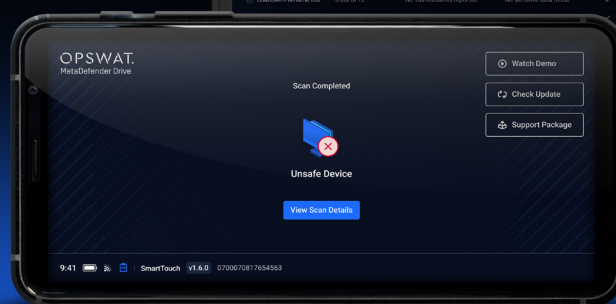 OPSWAT.
MetaDefender Drive
Watch Demo
Scan Completed
Check Update
Support Package
Unsafe Device
View Scan Details
9:41 SmartTouch v1.6.0 0700070817654563